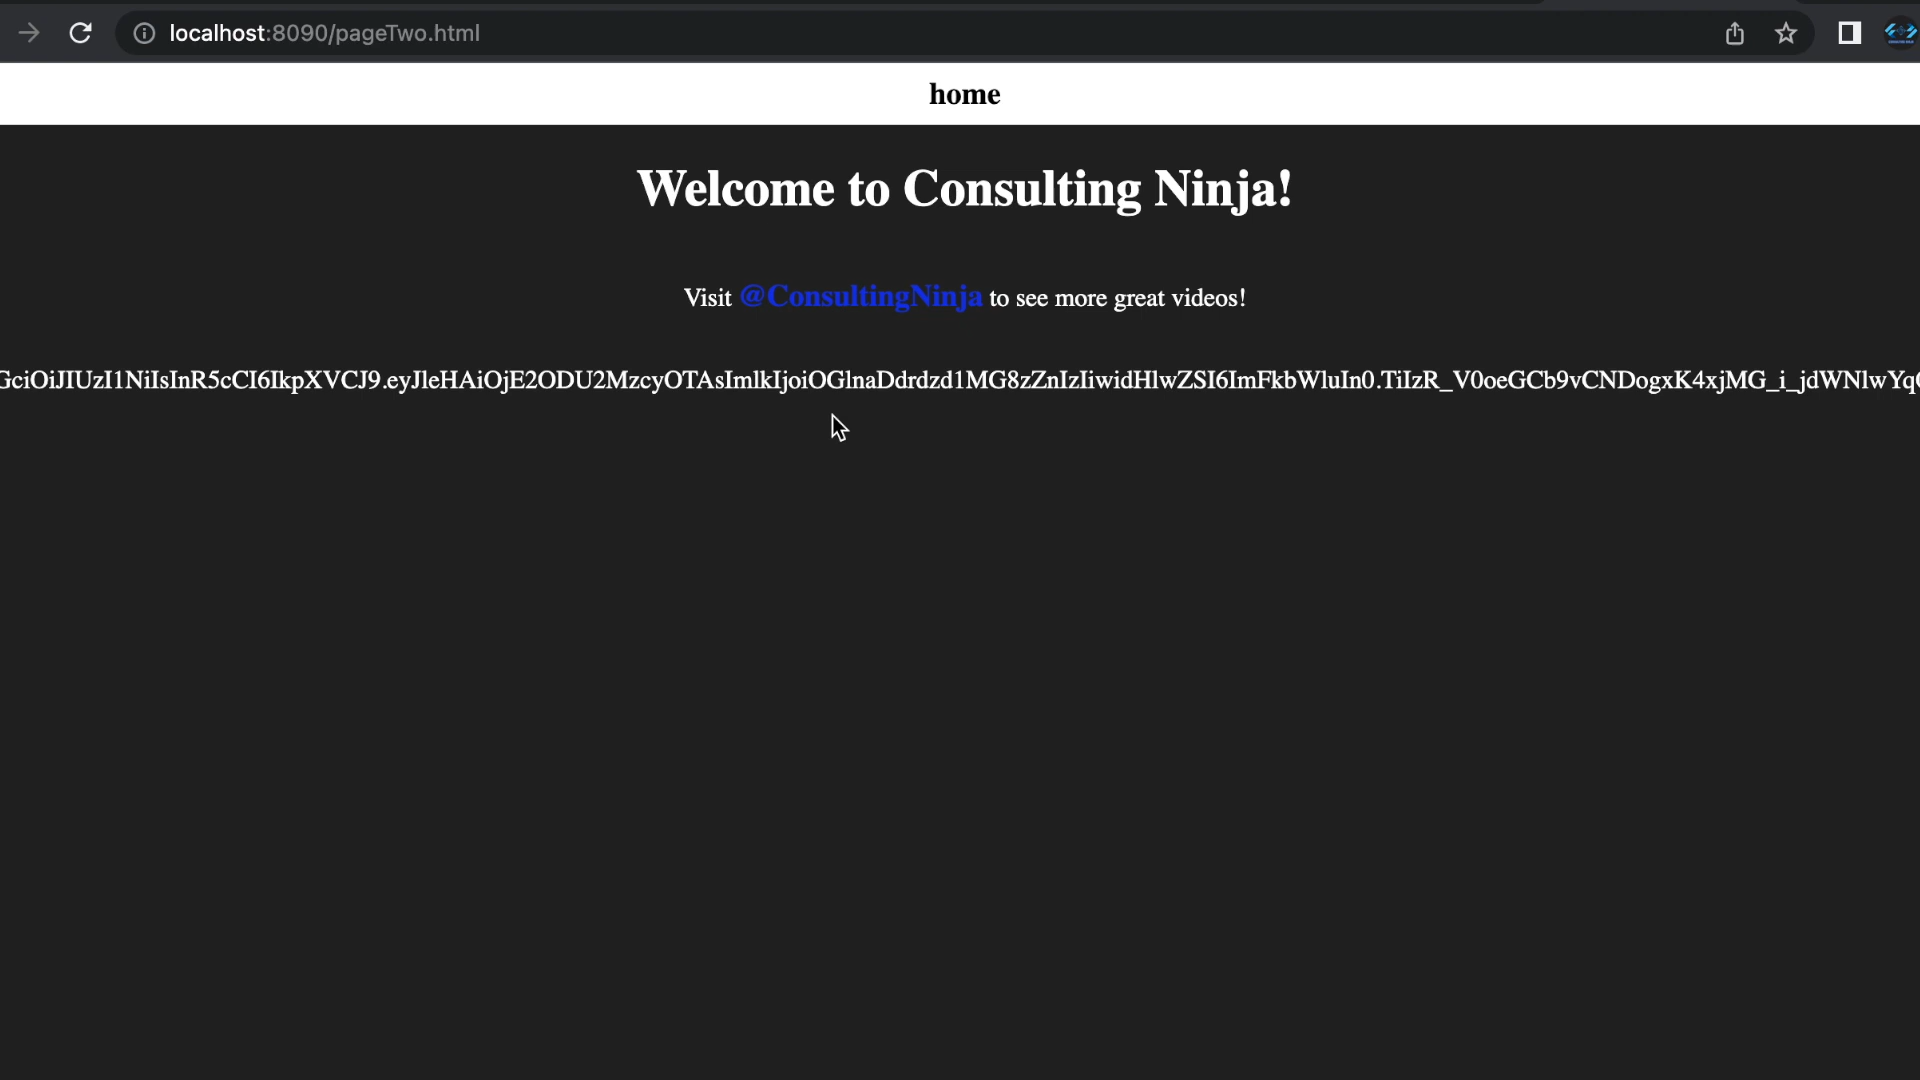 localhost:8090/pageTwo.html
home
Welcome to Consulting Ninja!
Visit @ConsultingNinja to see more great videos!
GciOiJIUzI1NiIsInR5cCI6IkpXVCJ9.eyJleHAiOjE2ODU2MzcyOTAsImlkIjoiOGlnaDdrdzd1MG8zZnIzIiwidHlwZSI6ImFkbWluIn0.TiIzR_V0oeGCb9vCNDogxK4xjMG_i_jdWNlwYq